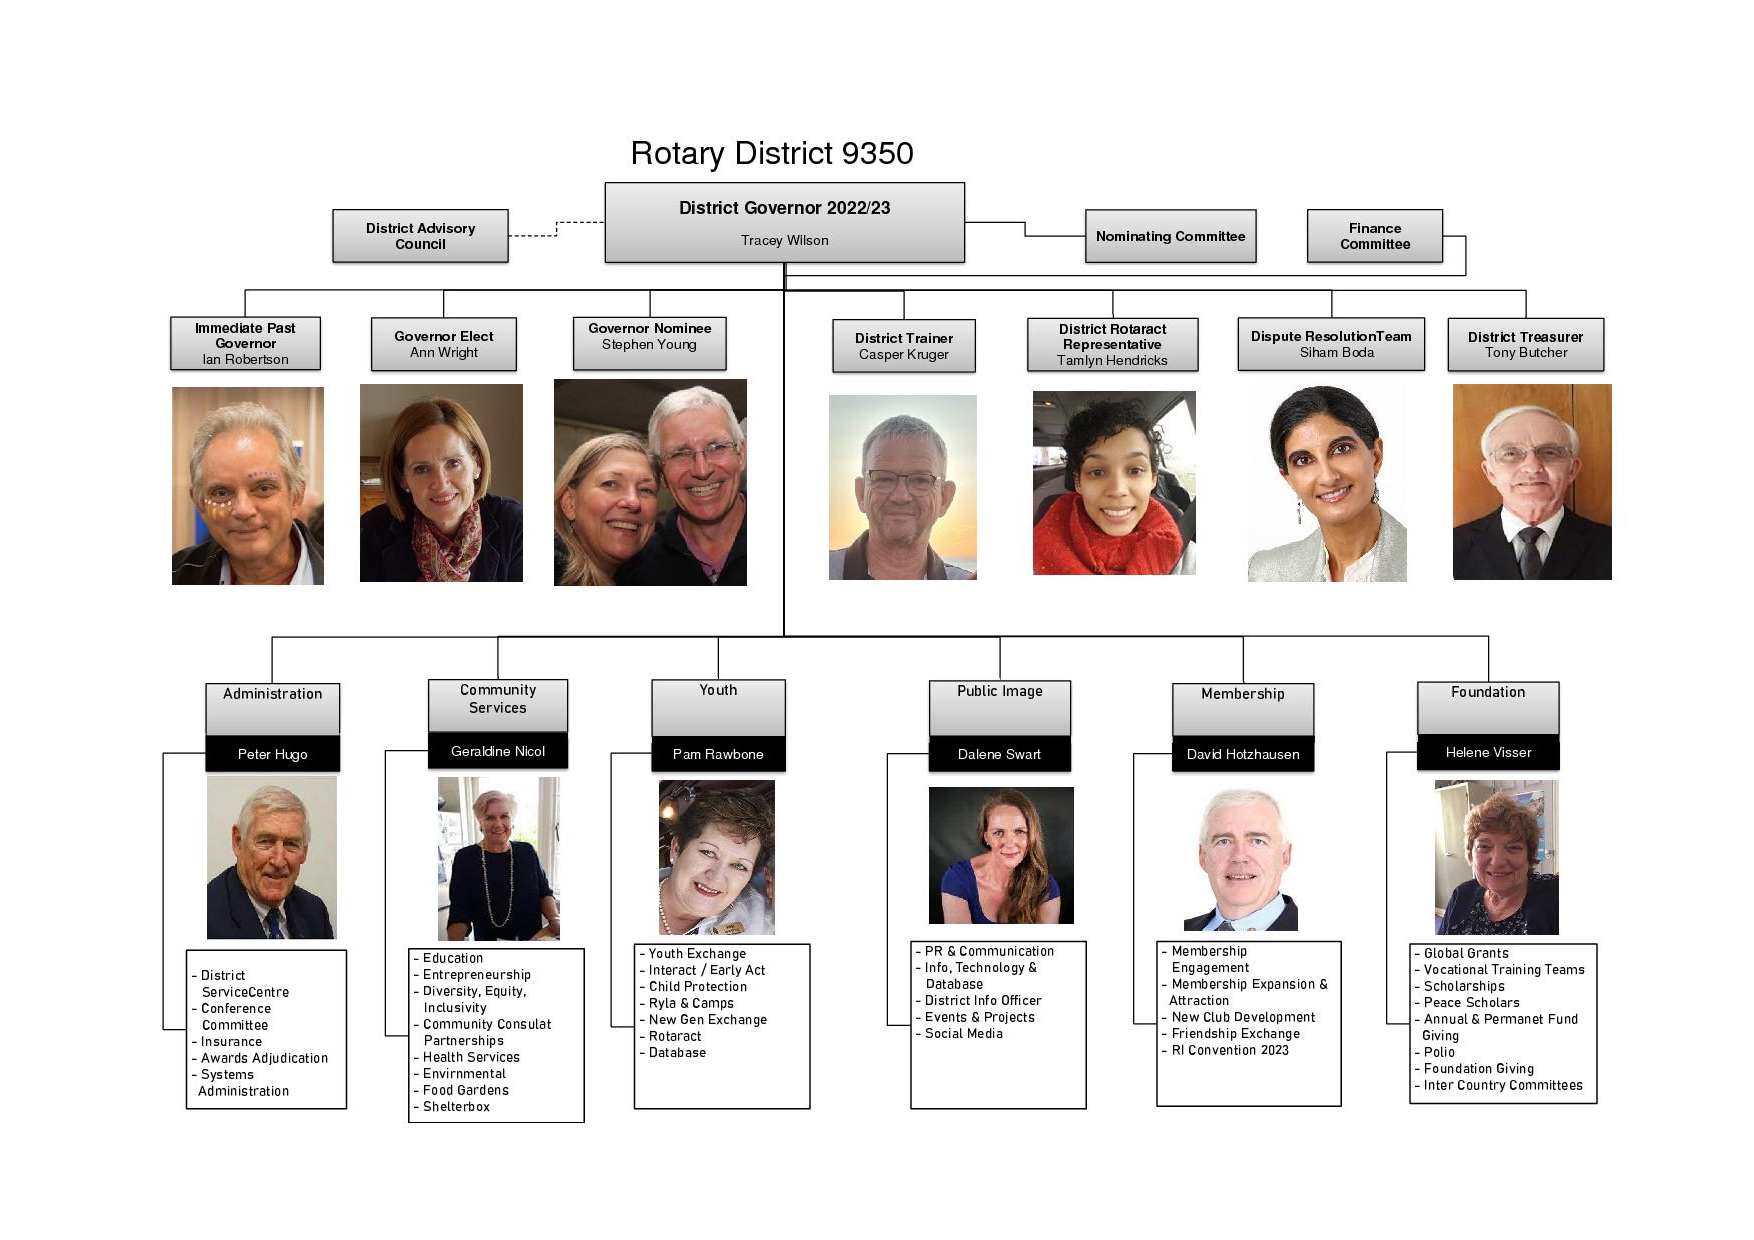 Rotary District 9350
District Governor 2022/23
Tracey Wilson
District Advisory
Council
Nominating Committee
Finance
Committee
Immediate Past
Governor
Ian Robertson
Governor Elect
Ann Wright
Governor Nominee
Stephen Young
District Trainer
Casper Kruger
District Rotaract
Representative
Tamlyn Hendricks
Dispute ResolutionTeam
Siham Boda
District Treasurer
Tony Butcher
Administration
Peter Hugo
Community
Services
Geraldine Nicol
Youth
Pam Rawbone
Public Image
Dalene Swart
Membership
David Hotzhausen
Foundation
Helene Visser
- District
ServiceCentre
- Conference
Committee
- Insurance
- Awards Adjudication
- Systems
Administration
- Education
- Entrepreneurship
- Diversity, Equity,
Inclusivity
- Community Consulat
Partnerships
- Health Services
- Envirnmental
- Food Gardens
- Shelterbox
- Youth Exchange
- Interact / Early Act
- Child Protection
- Ryla & Camps
- New Gen Exchange
- Rotaract
- Database
- PR & Communication
- Info, Technology &
Database
- District Info Officer
- Events & Projects
- Social Media
- Membership
Engagement
- Membership Expansion &
Attraction
- New Club Development
- Friendship Exchange
- RI Convention 2023
- Global Grants
- Vocational Training Teams
- Scholarships
- Peace Scholars
- Annual & Permanet Fund
Giving
- Polio
- Foundation Giving
- Inter Country Committees